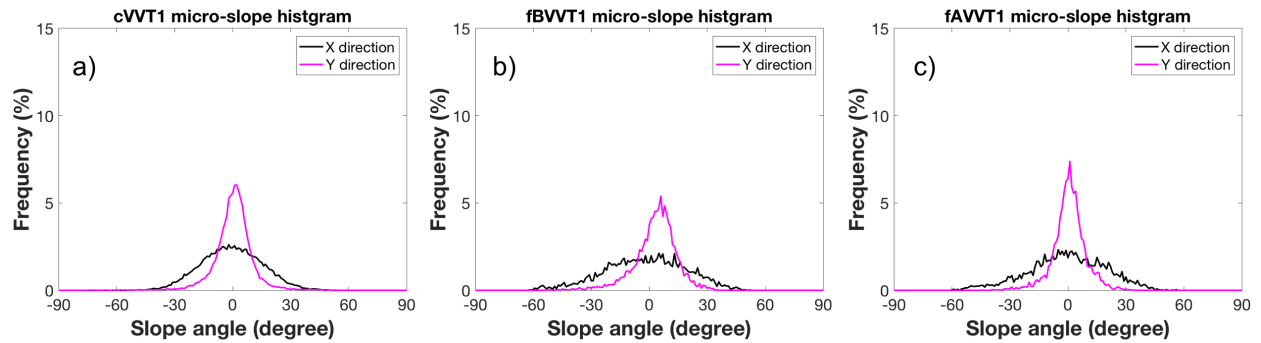 cVVT1 micro-slope histgram
a)
X direction
Y direction
Frequency (%)
15
10
5
0
-90 -60 -30 0 30 60 90
Slope angle (degree)
fBVVT1 micro-slope histgram
b)
X direction
Y direction
Frequency (%)
15
10
5
0
-90 -60 -30 0 30 60 90
Slope angle (degree)
fAVVT1 micro-slope histgram
c)
X direction
Y direction
Frequency (%)
15
10
5
0
-90 -60 -30 0 30 60 90
Slope angle (degree)